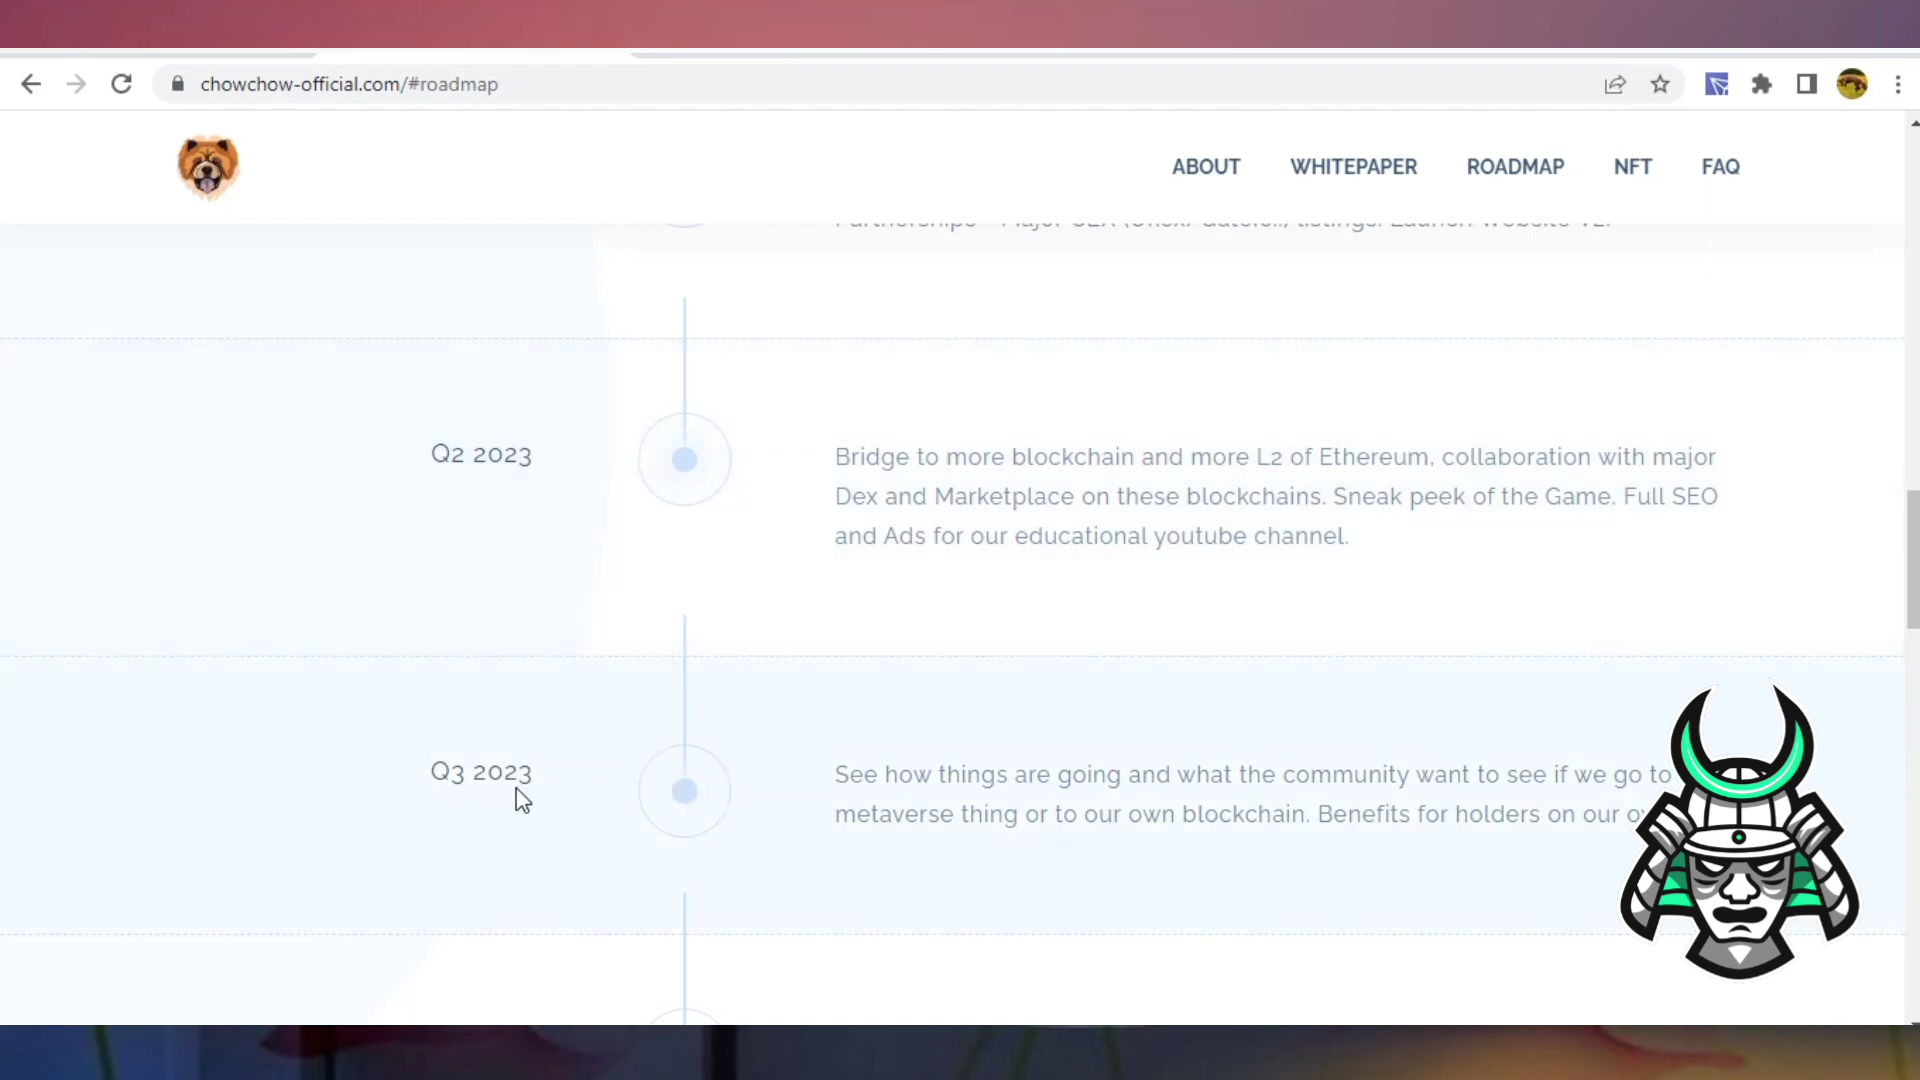 chowchow-official.com/#roadmap
ABOUT WHITEPAPER ROADMAP NFT FAQ
Q2 2023
Bridge to more blockchain and more L2 of Ethereum, collaboration with major
Dex and Marketplace on these blockchains. Sneak peek of the Game. Full SEO
and Ads for our educational youtube channel.
Q3 2023
See how things are going and what the community want to see if we go to
metaverse thing or to our own blockchain. Benefits for holders on our